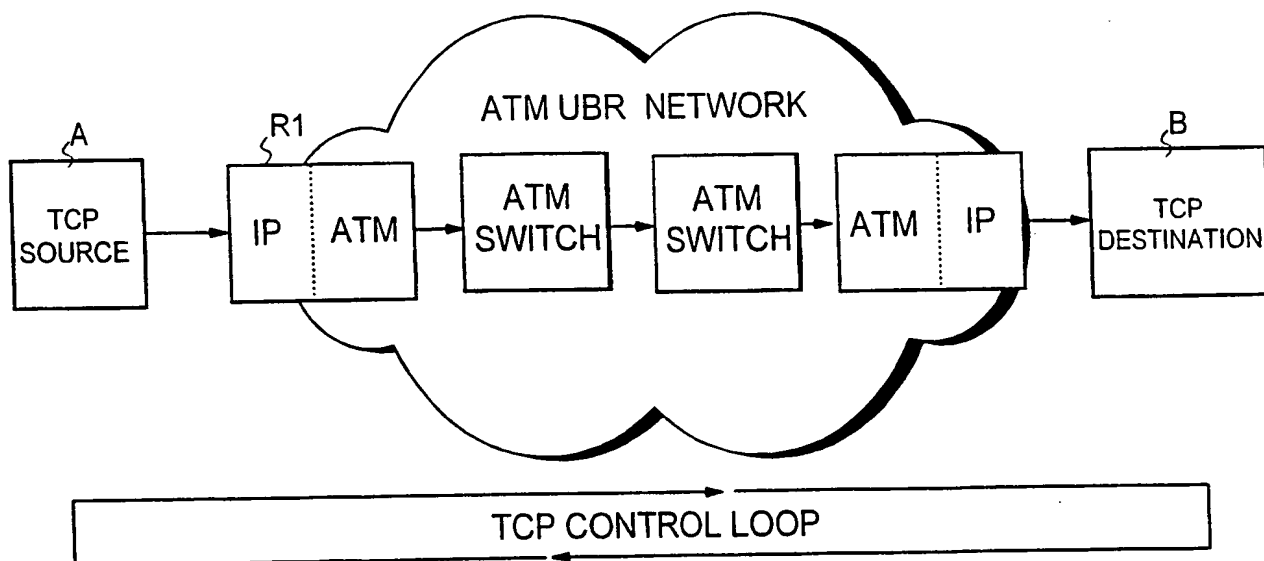 ATM UBR NETWORK
A
R1
B
TCP
SOURCE
IP
ATM
ATM
SWITCH
ATM
SWITCH
ATM
IP
TCP
DESTINATION
TCP CONTROL LOOP